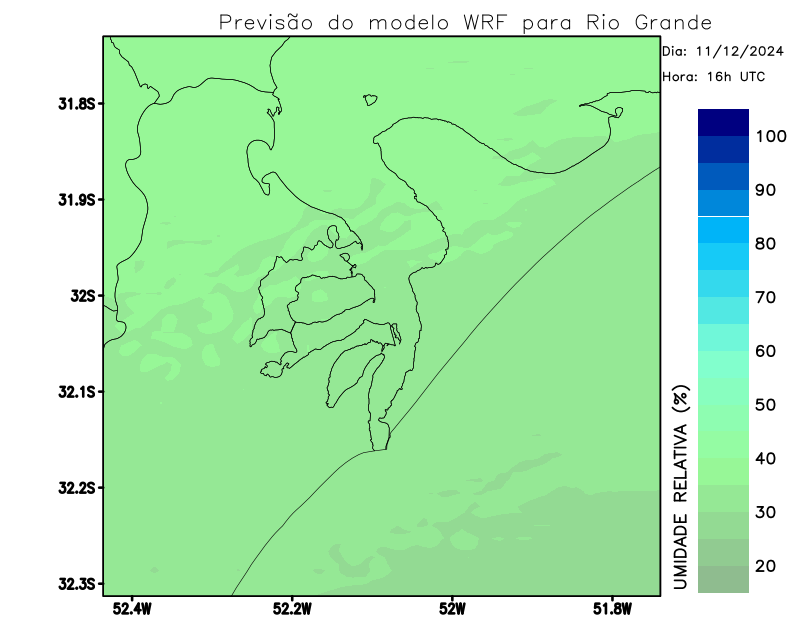 Previsão do modelo WRF para Rio Grande
Dia: 11/12/2024
Hora: 16h UTC
31.8S
31.9S
32S
32.1S
32.2S
32.3S
52.4W
52.2W
52W
51.8W
UMIDADE RELATIVA (%)
100
90
80
70
60
50
40
30
20